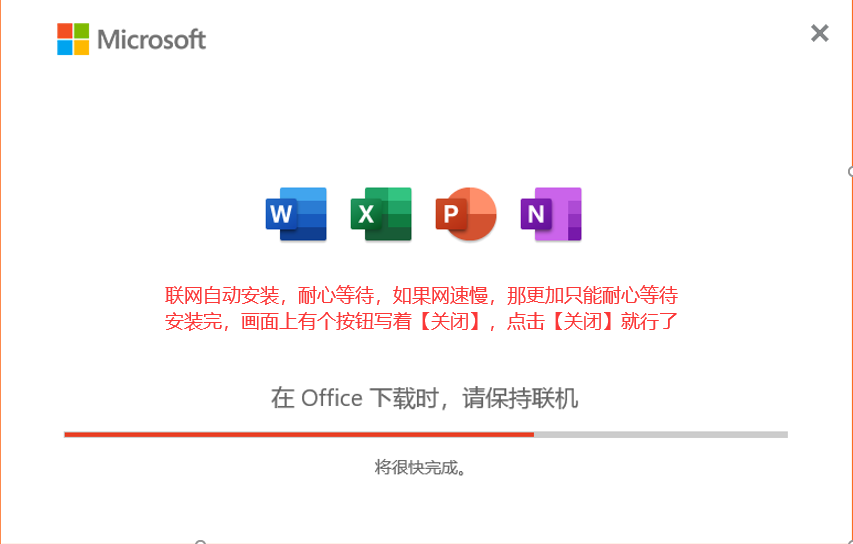 Microsoft
W X P N
联网自动安装，耐心等待，如果网速慢，那更加只能耐心等待
安装完，画面上有个按钮写着【关闭】，点击【关闭】就行了
在 Office 下载时，请保持联机
将很快完成。